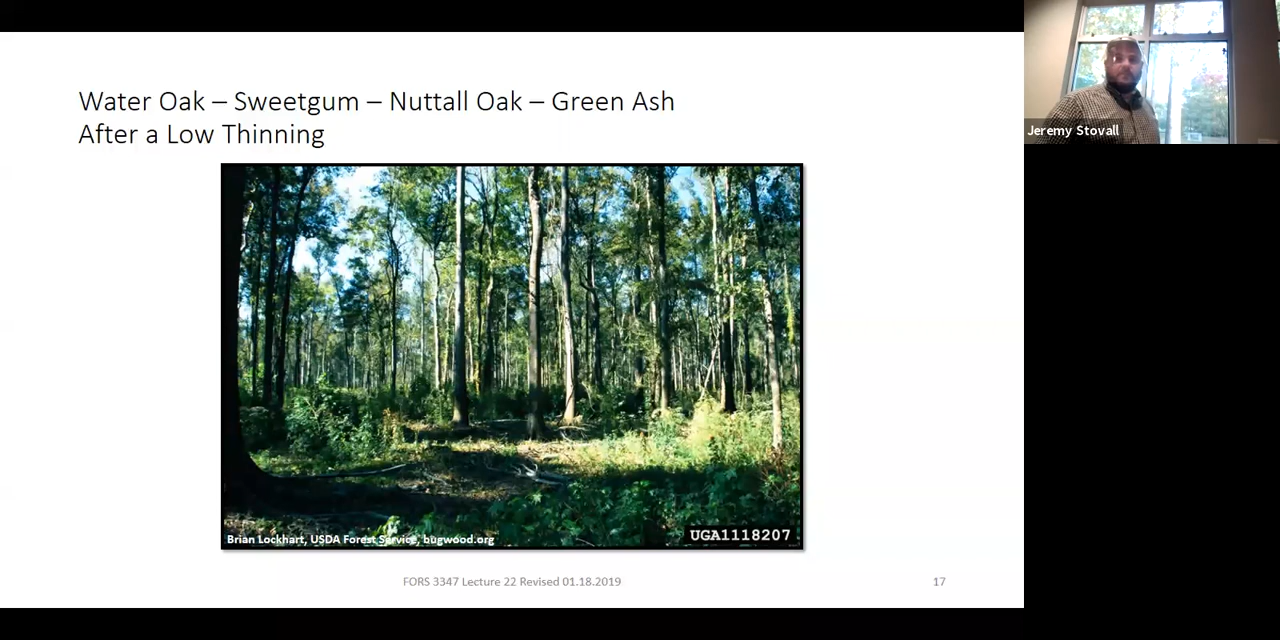 Water Oak – Sweetgum – Nuttall Oak – Green Ash
After a Low Thinning
Jeremy Stovall
Brian Lockhart, USDA Forest Service, bugwood.org
UGA1118207
FORS 3347 Lecture 22 Revised 01.18.2019
17